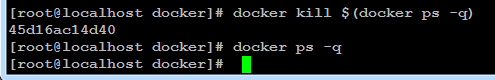 [root@localhost docker]# docker kill $(docker ps -q)
45d16ac14d40
[root@localhost docker]# docker ps -q
[root@localhost docker]#